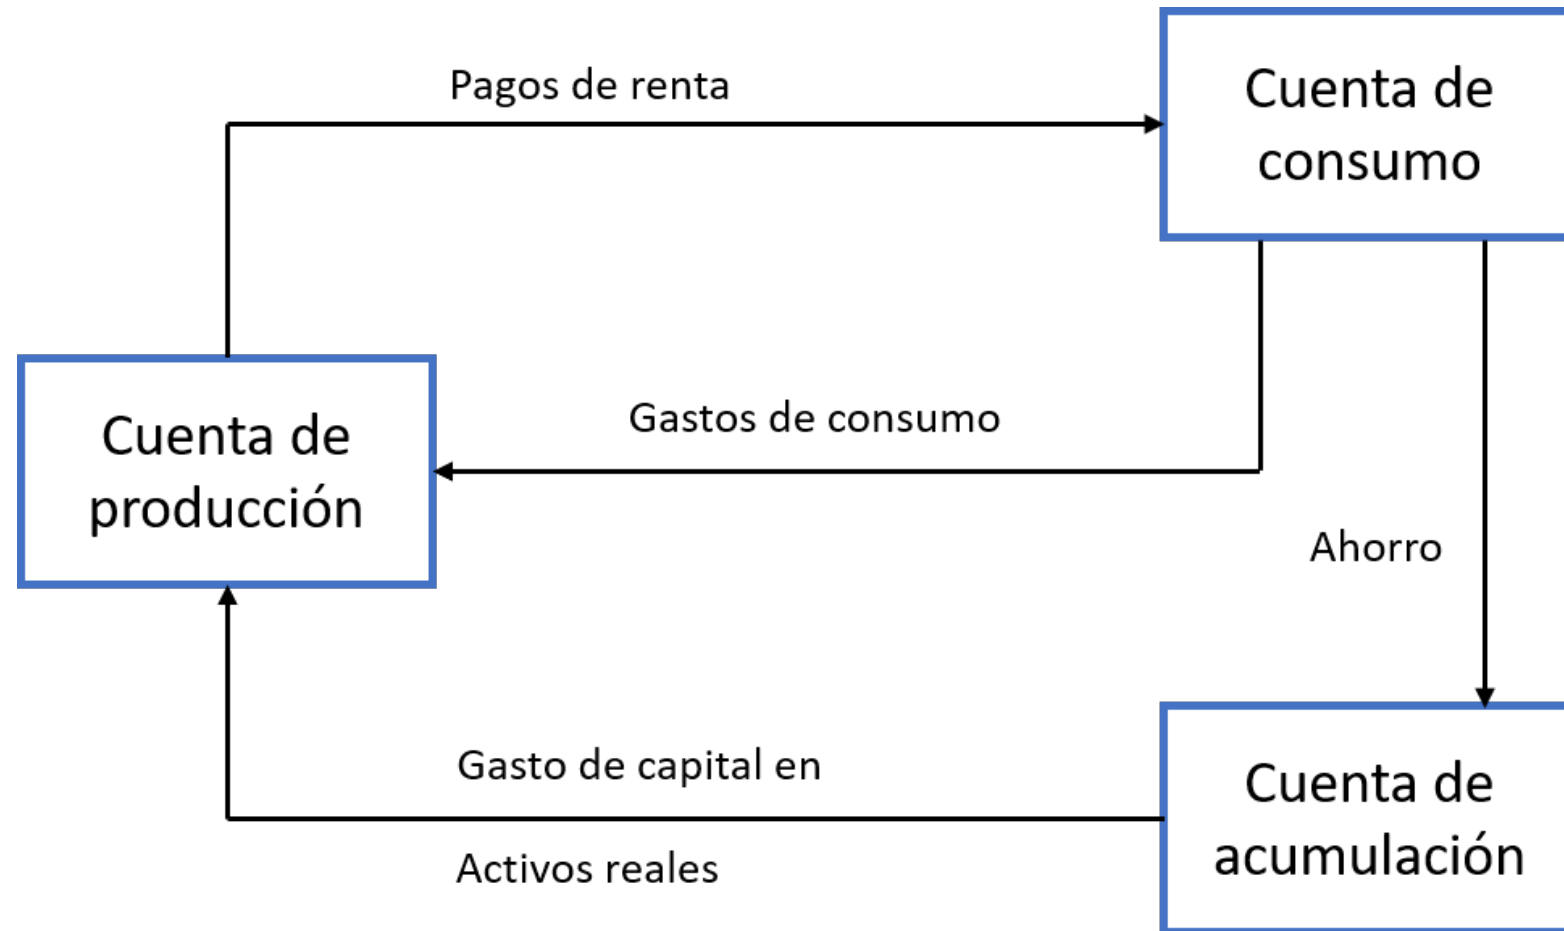 Pagos de renta
Cuenta de
consumo
Gastos de consumo
Cuenta de
producción
Ahorro
Gasto de capital en
Activos reales
Cuenta de
acumulación